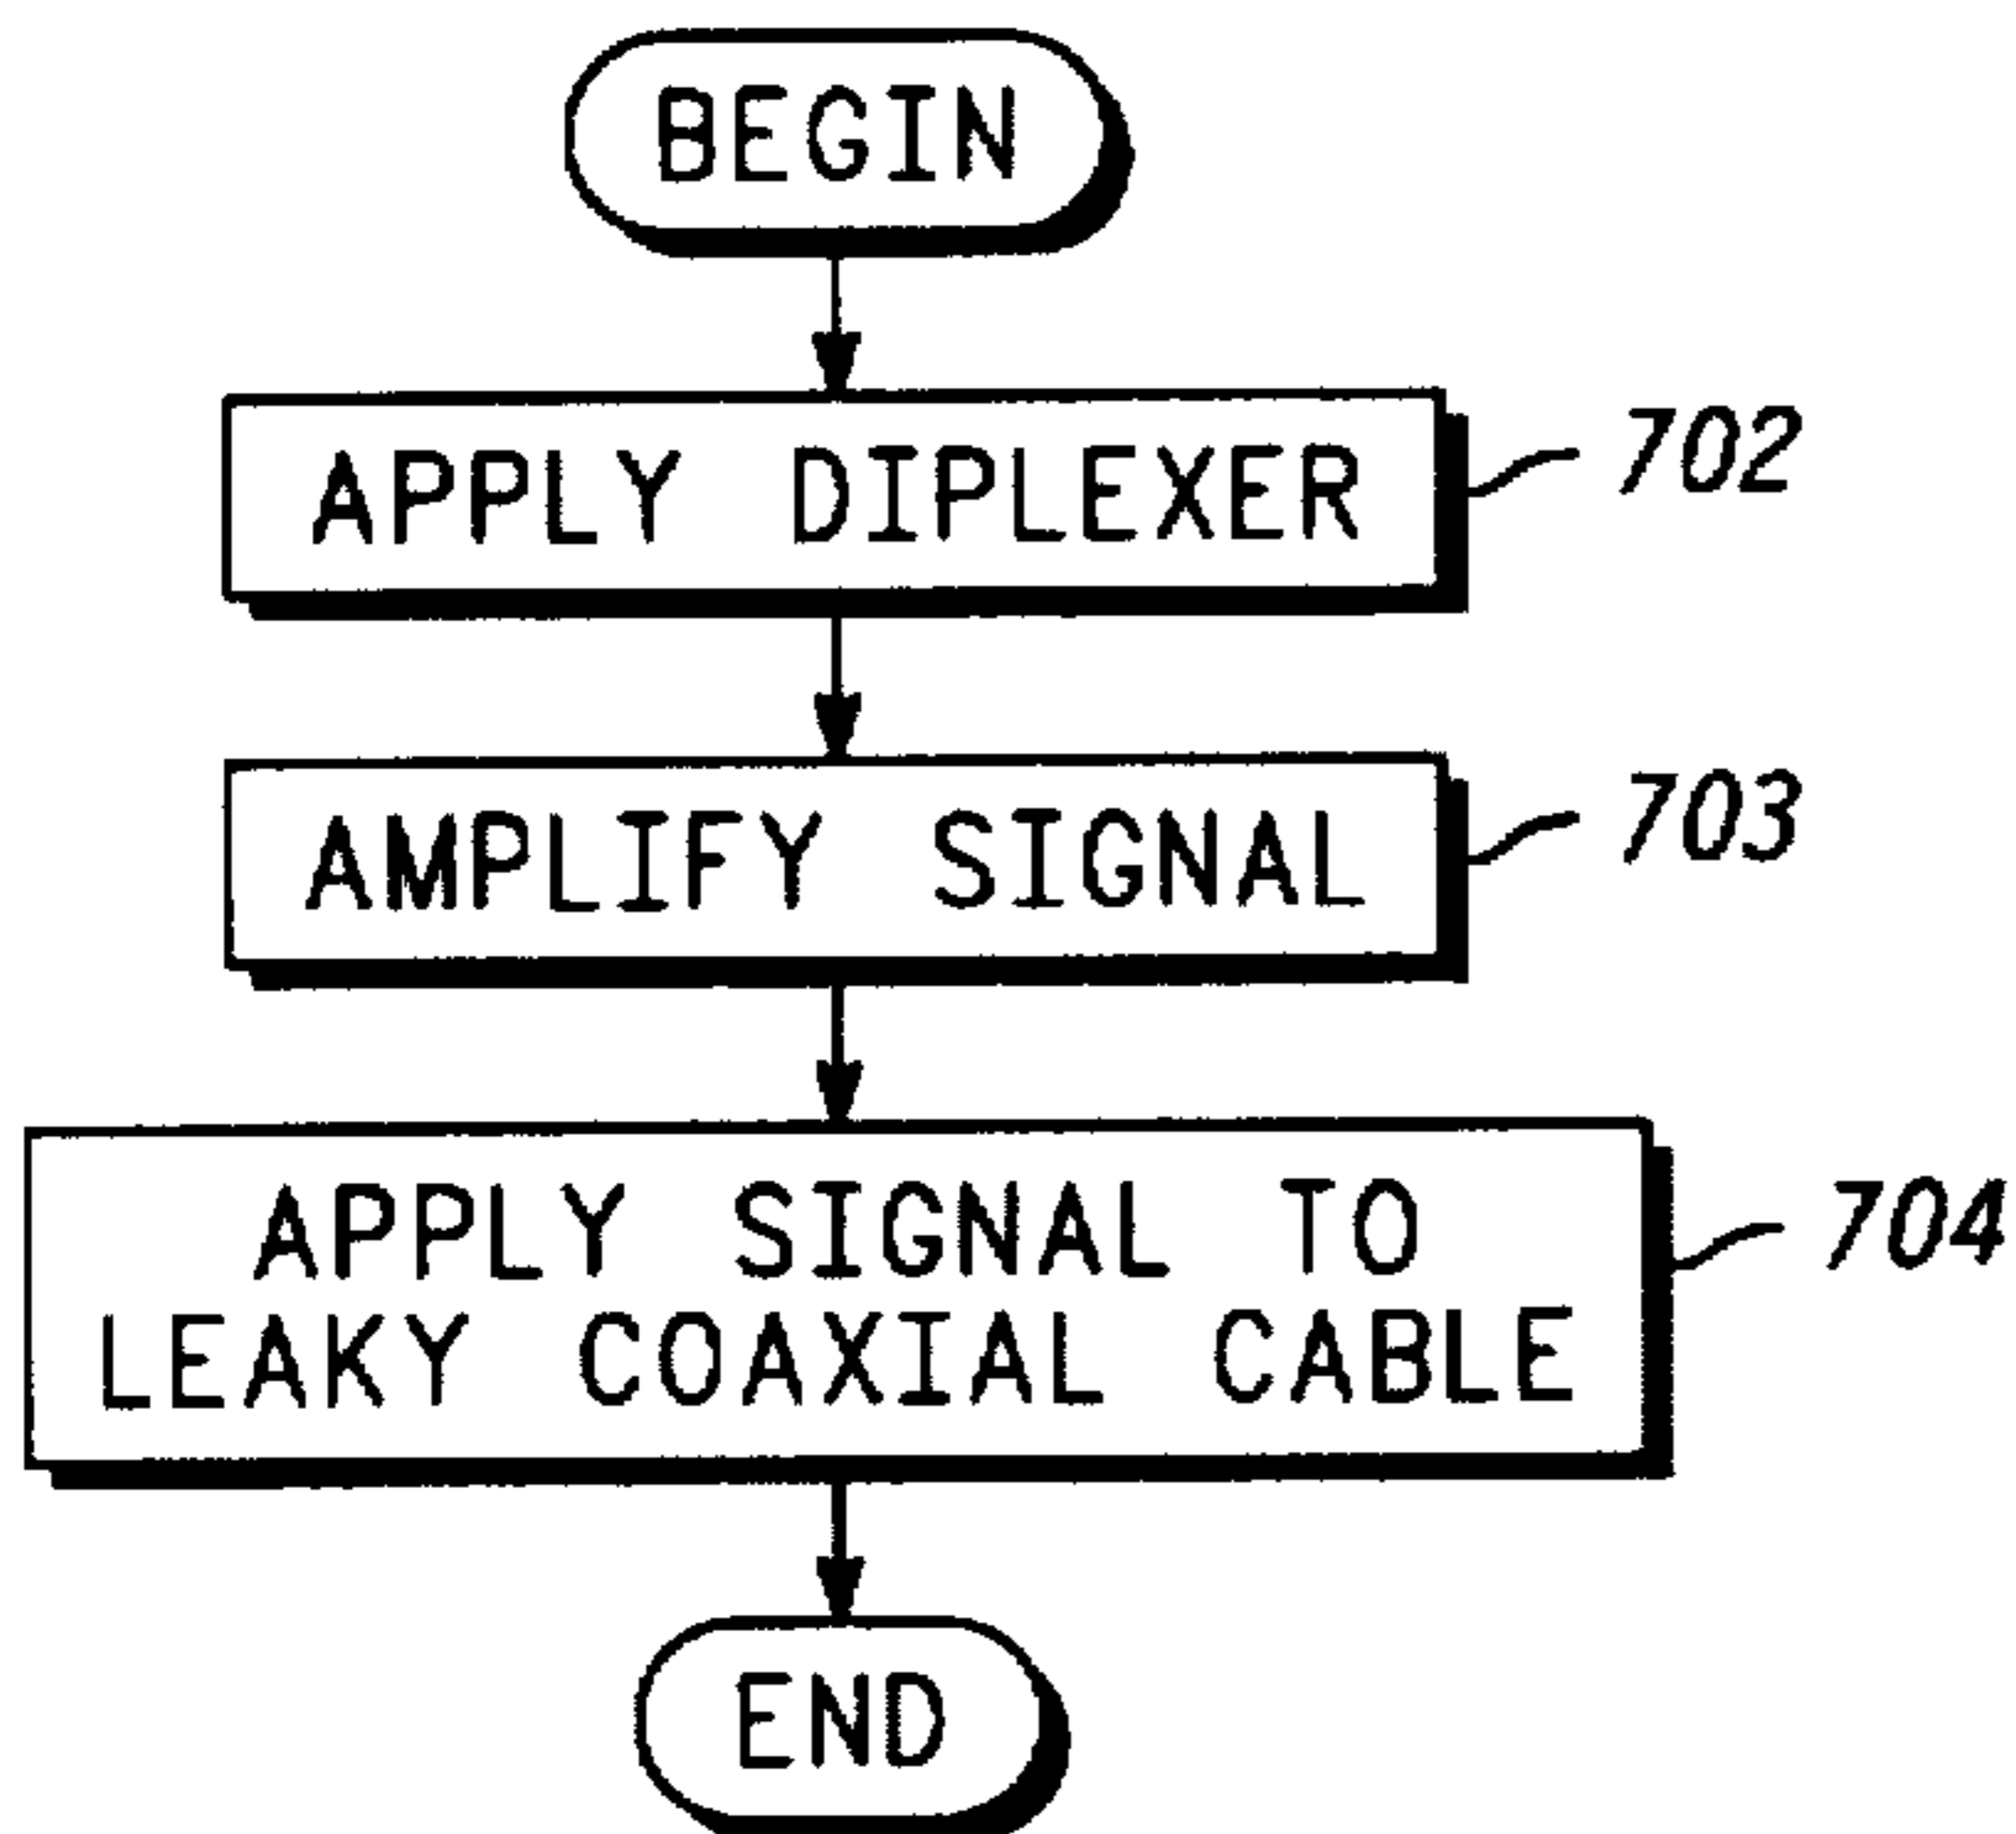 BEGIN
APPLY DIPLEXER
702
AMPLIFY SIGNAL
703
APPLY SIGNAL TO
LEAKY COAXIAL CABLE
704
END